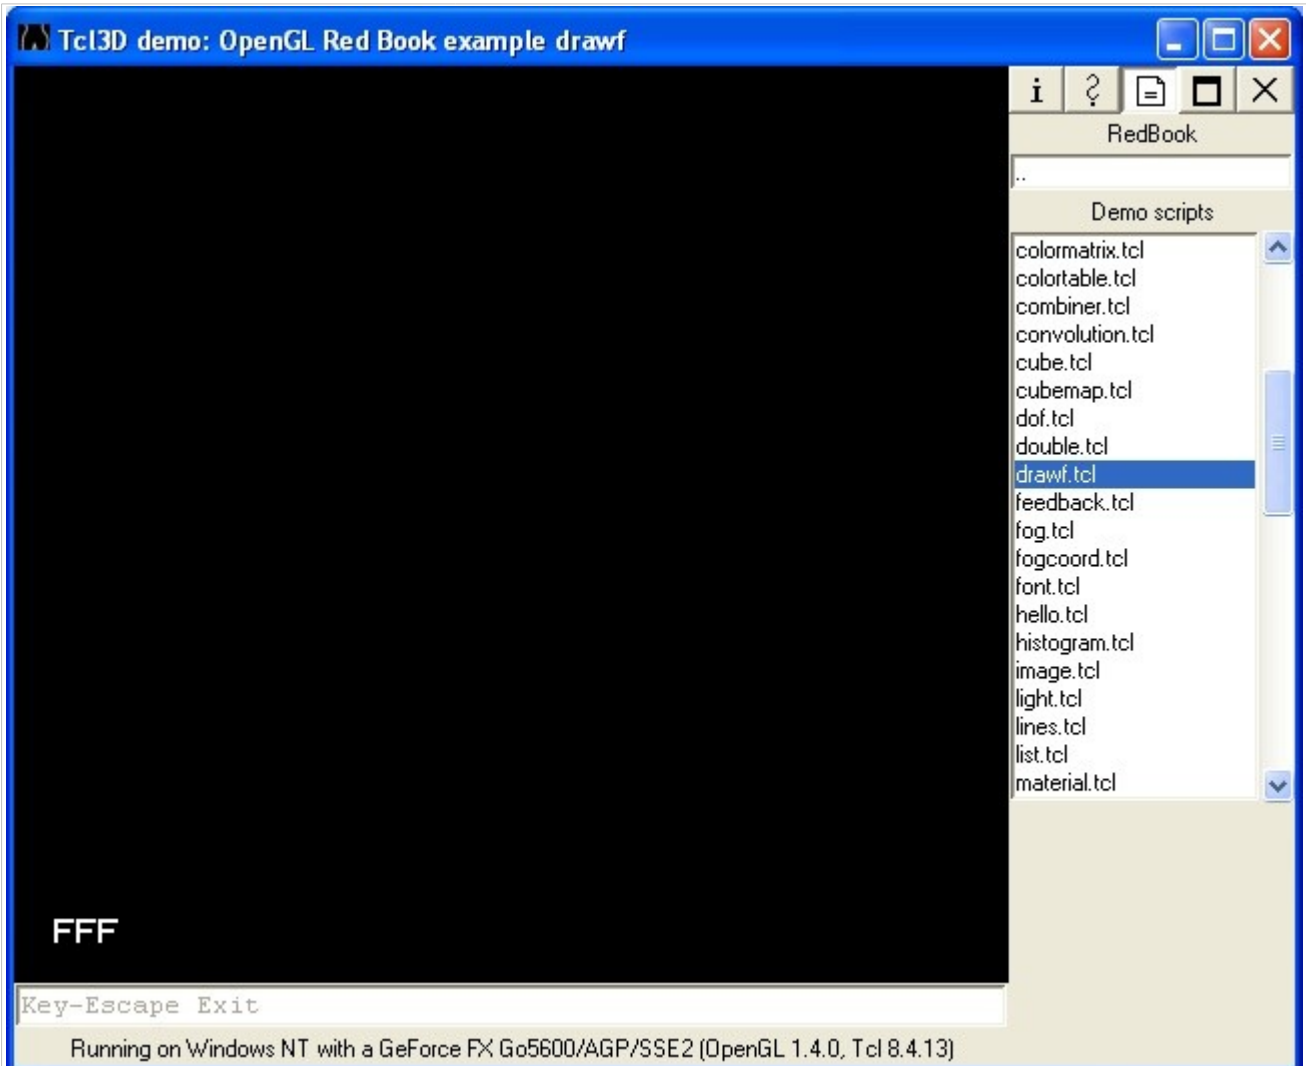 Tcl3D demo: OpenGL Red Book example drawf
RedBook
..
Demo scripts
colormatrix.tcl
colortable.tcl
combiner.tcl
convolution.tcl
cube.tcl
cubemap.tcl
dof.tcl
double.tcl
drawf.tcl
feedback.tcl
fog.tcl
fogcoord.tcl
font.tcl
hello.tcl
histogram.tcl
image.tcl
light.tcl
lines.tcl
list.tcl
material.tcl
FFF
Key-Escape Exit
Running on Windows NT with a GeForce FX Go5600/AGP/SSE2 (OpenGL 1.4.0, Tcl 8.4.13)